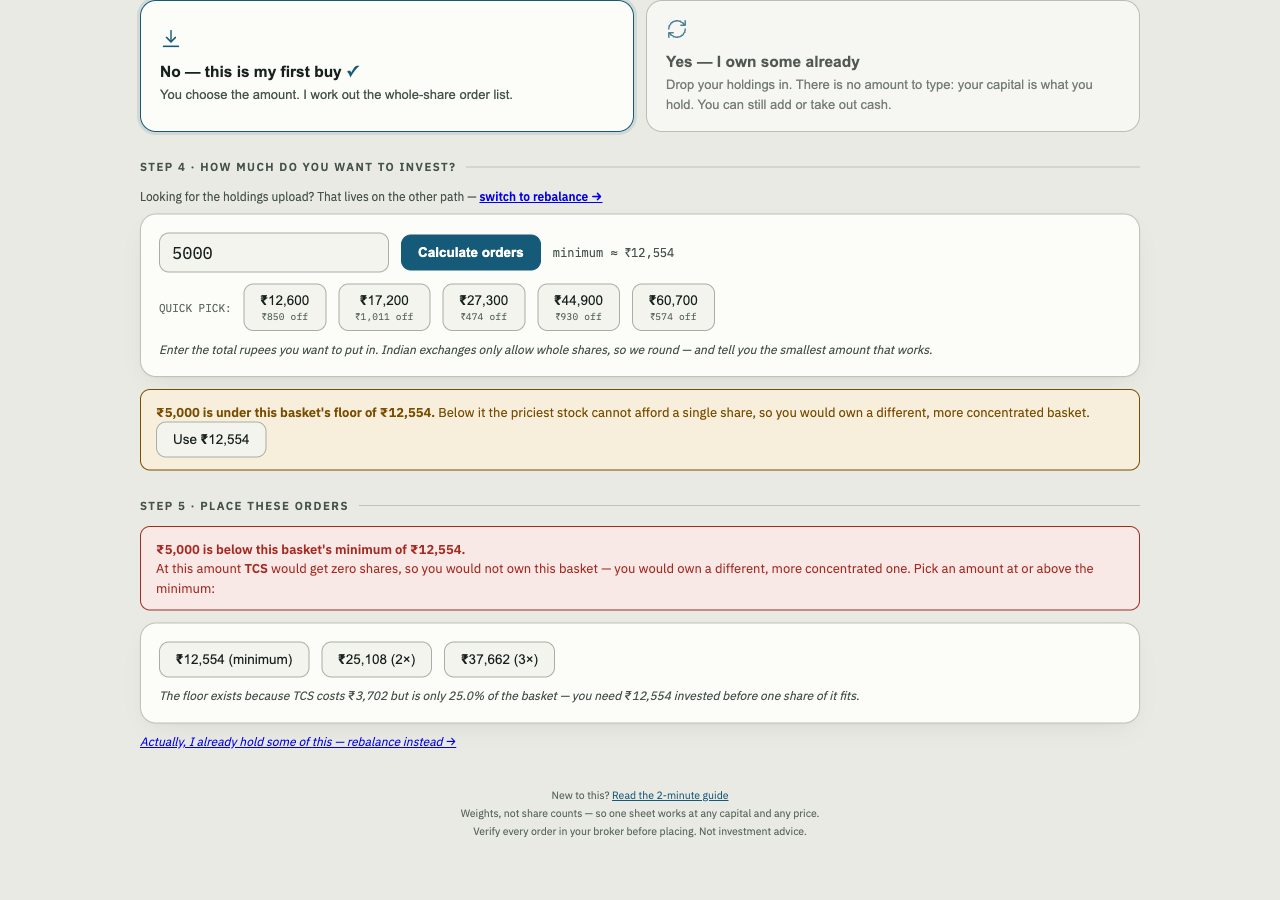 No — this is my first buy ✓
You choose the amount. I work out the whole-share order list.
Yes — I own some already
Drop your holdings in. There is no amount to type: your capital is what you
hold. You can still add or take out cash.
STEP 4 · HOW MUCH DO YOU WANT TO INVEST?
Looking for the holdings upload? That lives on the other path — switch to rebalance →
5000
Calculate orders
minimum ≈ ₹12,554
QUICK PICK:
₹12,600
₹850 off
₹17,200
₹1,011 off
₹27,300
₹474 off
₹44,900
₹930 off
₹60,700
₹574 off
Enter the total rupees you want to put in. Indian exchanges only allow whole shares, so we round — and tell you the smallest amount that works.
₹5,000 is under this basket's floor of ₹12,554. Below it the priciest stock cannot afford a single share, so you would own a different, more concentrated basket.
Use ₹12,554
STEP 5 · PLACE THESE ORDERS
₹5,000 is below this basket's minimum of ₹12,554.
At this amount TCS would get zero shares, so you would not own this basket — you would own a different, more concentrated one. Pick an amount at or above the
minimum:
₹12,554 (minimum)
₹25,108 (2×)
₹37,662 (3×)
The floor exists because TCS costs ₹3,702 but is only 25.0% of the basket — you need ₹12,554 invested before one share of it fits.
Actually, I already hold some of this — rebalance instead →
New to this? Read the 2-minute guide
Weights, not share counts — so one sheet works at any capital and any price.
Verify every order in your broker before placing. Not investment advice.